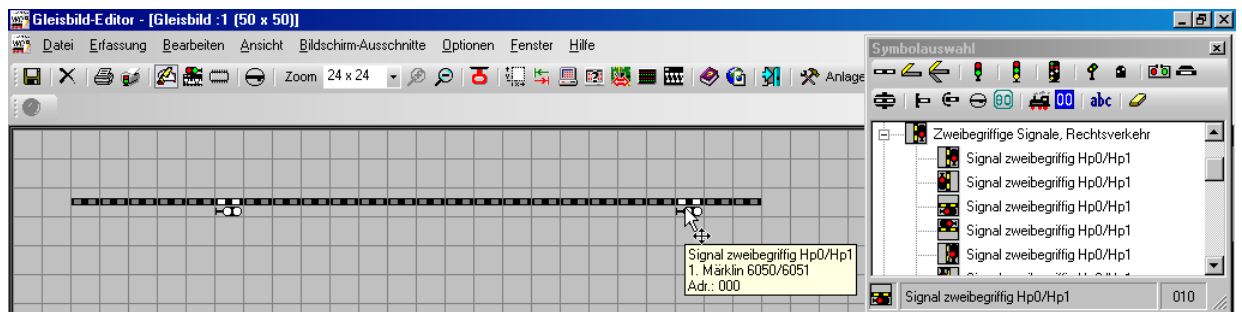 Gleisbild-Editor - [Gleisbild :1 (50 x 50)]
Datei Erfassung Bearbeiten Ansicht Bildschirm-Ausschnitte Optionen Fenster Hilfe
Symbolauswahl
Zoom 24 x 24 Anlage
80 00 abc
Zweibegriffige Signale, Rechtsverkehr
Signal zweibegriffig Hp0/Hp1
Signal zweibegriffig Hp0/Hp1
Signal zweibegriffig Hp0/Hp1
Signal zweibegriffig Hp0/Hp1
Signal zweibegriffig Hp0/Hp1
Signal zweibegriffig Hp0/Hp1
1. Märklin 6050/6051
Adr.: 000
Signal zweibegriffig Hp0/Hp1 010